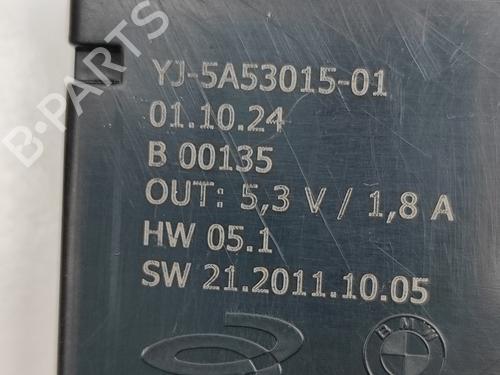 YJ-5A53015-01
01.10.24
B 00135
OUT: 5,3 V / 1,8 A
HW 05.1
SW 21.2011.10.05
BMW
B-PARTS